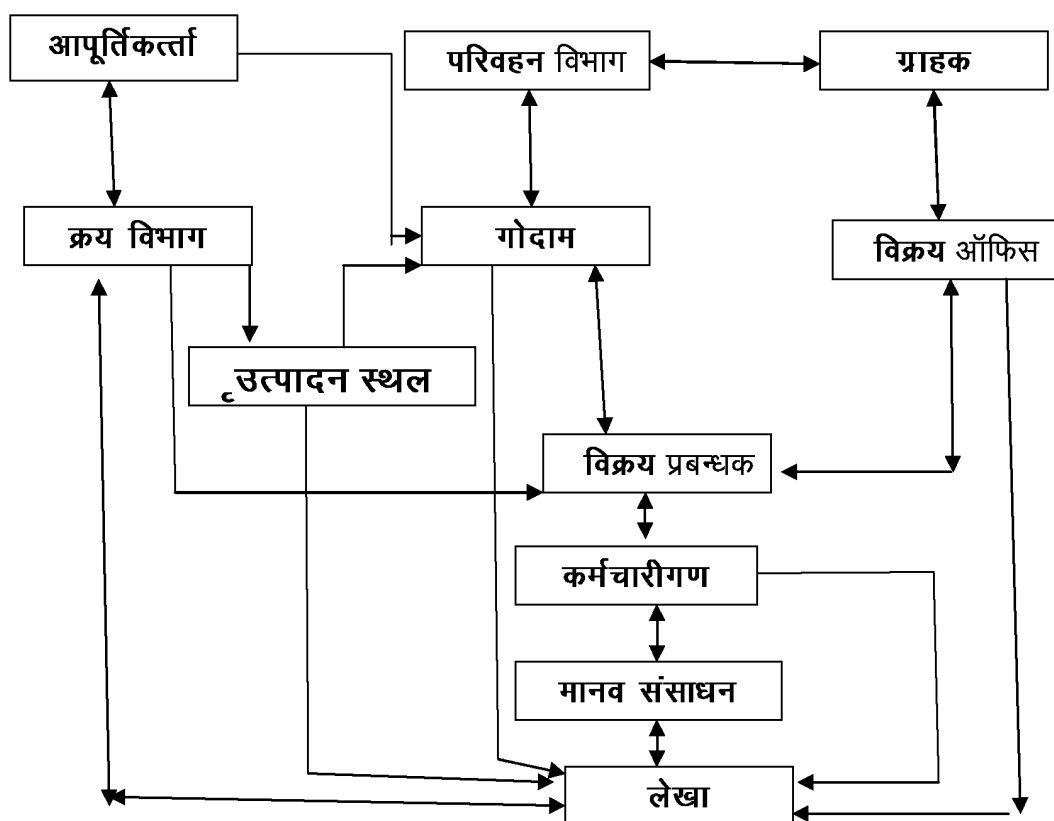 आपूर्तिकर्त्ता
परिवहन विभाग
ग्राहक
क्रय विभाग
गोदाम
विक्रय ऑफिस
ृउत्पादन स्थल
विक्रय प्रबन्धक
कर्मचारीगण
मानव संसाधन
लेखा